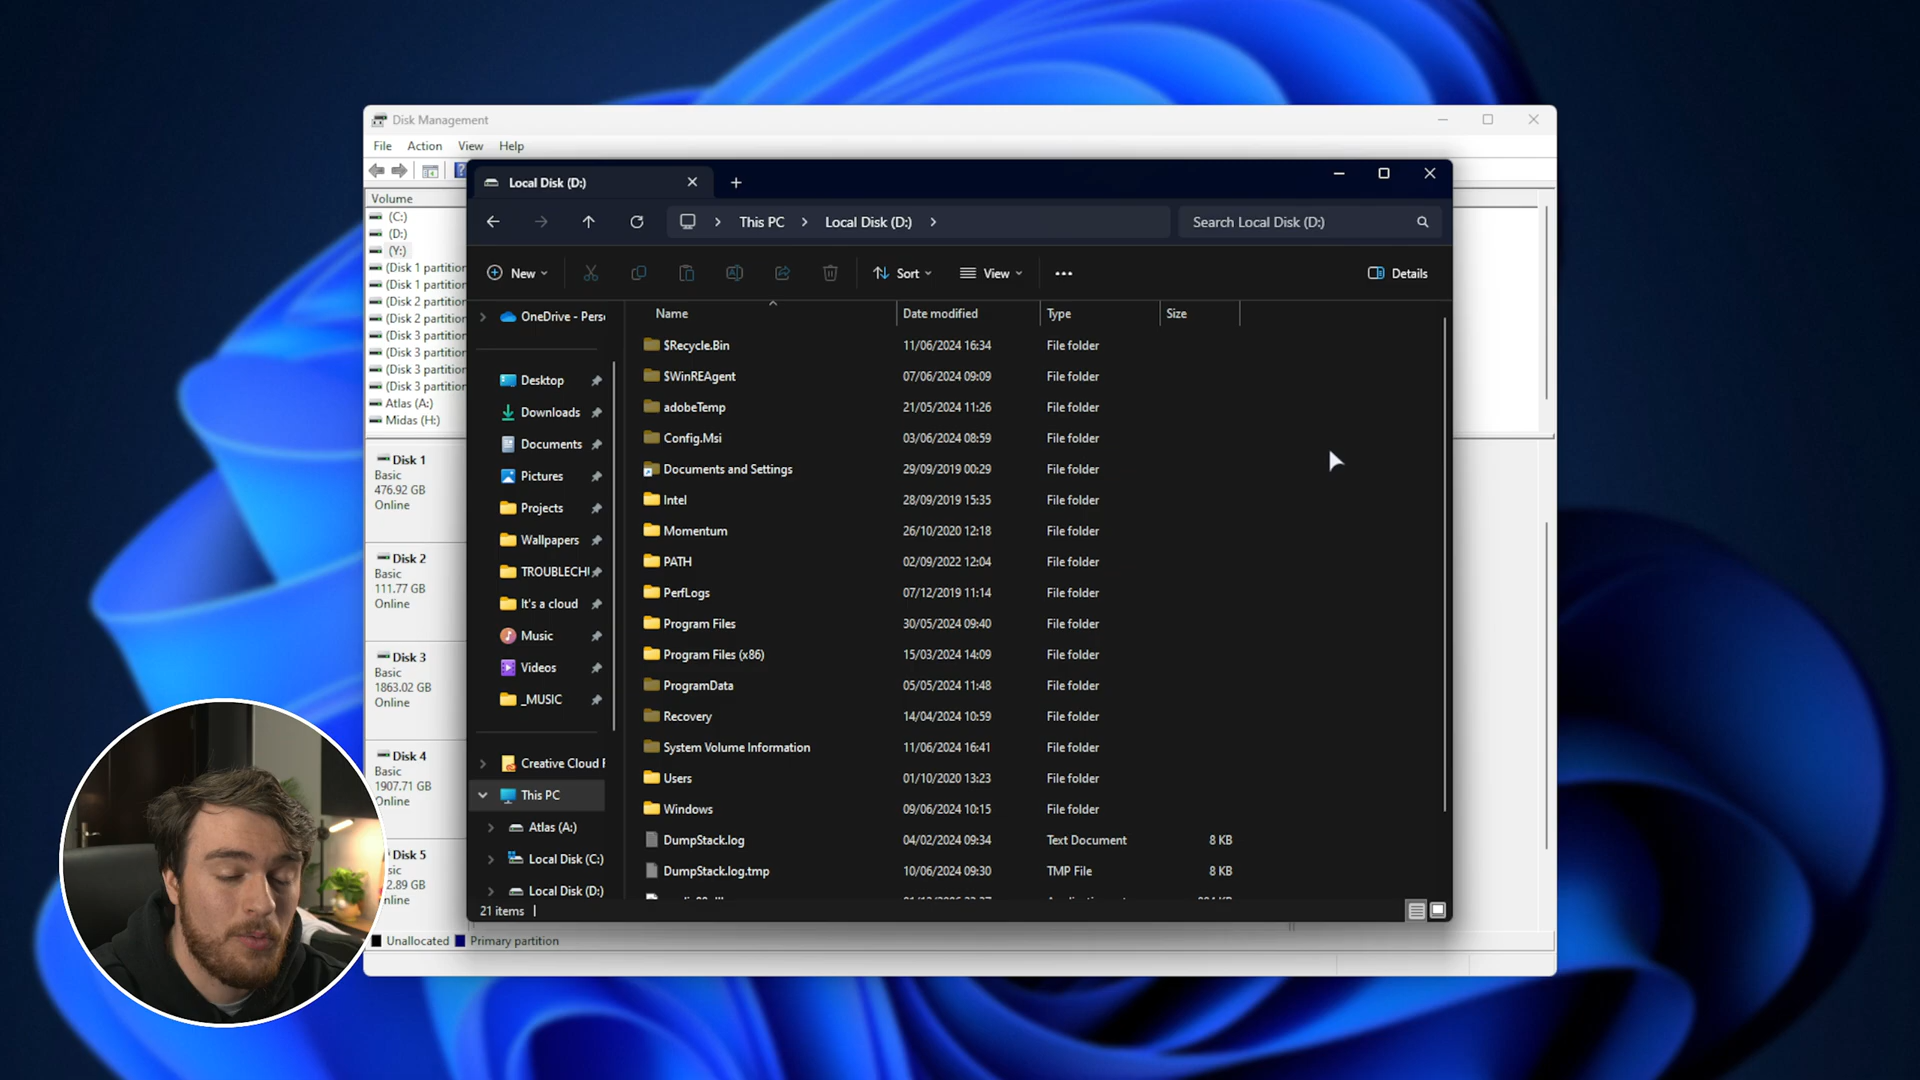 Disk Management
File Action View Help
Volume
(C:)
(D:)
(Y:)
(Disk 1 partition
(Disk 1 partition
(Disk 2 partition
(Disk 2 partition
(Disk 3 partition
(Disk 3 partition
(Disk 3 partition
(Disk 3 partition
Atlas (A:)
Midas (H:)
Disk 1
Basic
476.92 GB
Online
Disk 2
Basic
111.77 GB
Online
Disk 3
Basic
1863.02 GB
Online
Disk 4
Basic
1907.71 GB
Online
Disk 5
sic
2.89 GB
nline
Unallocated Primary partition
Local Disk (D:)
This PC > Local Disk (D:) >
Search Local Disk (D:)
New Sort View ••• Details
OneDrive - Pers
Desktop
Downloads
Documents
Pictures
Projects
Wallpapers
TROUBLECH
It's a cloud
Music
Videos
_MUSIC
Creative Cloud F
This PC
Atlas (A:)
Local Disk (C:)
Local Disk (D:)
Name Date modified Type Size
$Recycle.Bin 11/06/2024 16:34 File folder
$WinREAgent 07/06/2024 09:09 File folder
adobeTemp 21/05/2024 11:26 File folder
Config.Msi 03/06/2024 08:59 File folder
Documents and Settings 29/09/2019 00:29 File folder
Intel 28/09/2019 15:35 File folder
Momentum 26/10/2020 12:18 File folder
PATH 02/09/2022 12:04 File folder
PerfLogs 07/12/2019 11:14 File folder
Program Files 30/05/2024 09:40 File folder
Program Files (x86) 15/03/2024 14:09 File folder
ProgramData 05/05/2024 11:48 File folder
Recovery 14/04/2024 10:59 File folder
System Volume Information 11/06/2024 16:41 File folder
Users 01/10/2020 13:23 File folder
Windows 09/06/2024 10:15 File folder
DumpStack.log 04/02/2024 09:34 Text Document 8 KB
DumpStack.log.tmp 10/06/2024 09:30 TMP File 8 KB
21 items